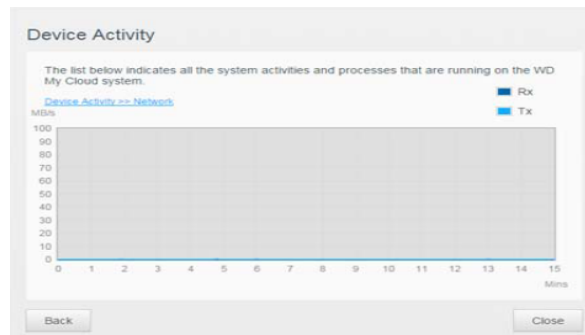 Device Activity
The list below indicates all the system activities and processes that are running on the WD
My Cloud system.
Rx
Device Activity >> Network
Tx
MB/s
100
90
80
70
60
50
40
30
20
10
0
0 1 2 3 4 5 6 7 8 9 10 11 12 13 14 15
Mins
Back Close